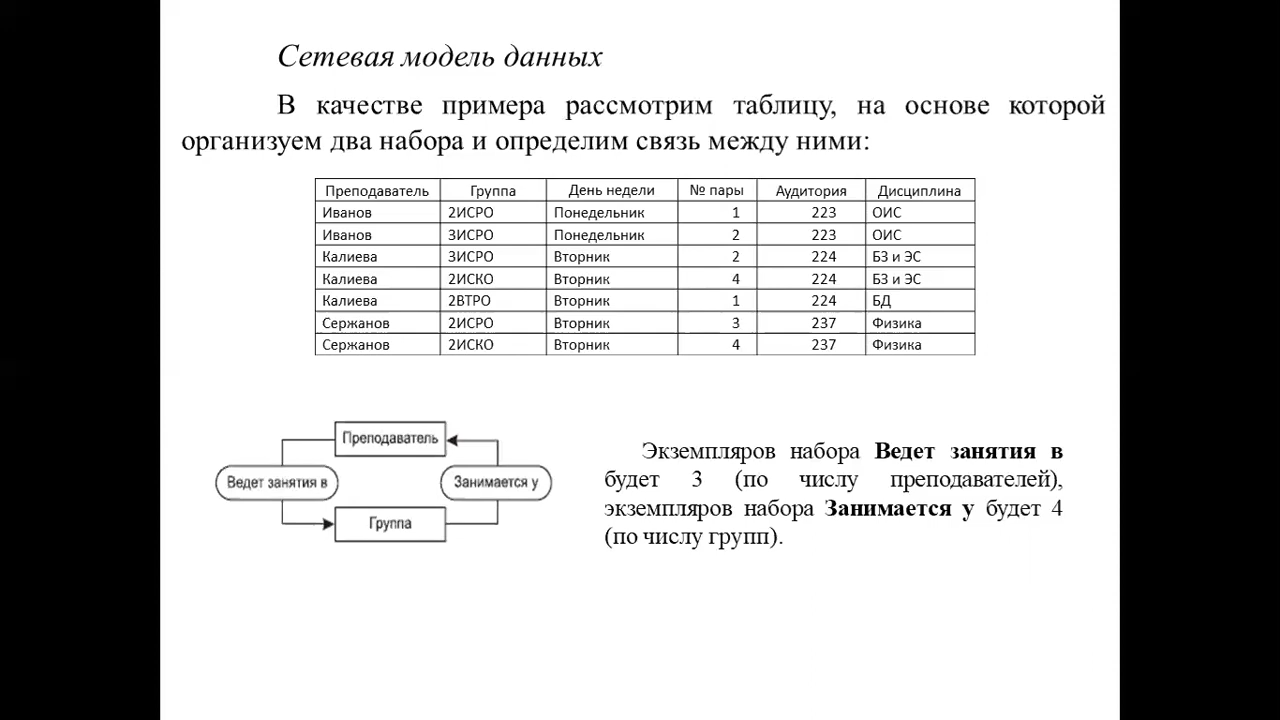 Сетевая модель данных
В качестве примера рассмотрим таблицу, на основе которой
организуем два набора и определим связь между ними:
Преподаватель Группа День недели № пары Аудитория Дисциплина
Иванов 2ИСРО Понедельник 1 223 ОИС
Иванов 3ИСРО Понедельник 2 223 ОИС
Калиева 3ИСРО Вторник 2 224 БЗ и ЭС
Калиева 2ИСКО Вторник 4 224 БЗ и ЭС
Калиева 2ВТРО Вторник 1 224 БД
Сержанов 2ИСРО Вторник 3 237 Физика
Сержанов 2ИСКО Вторник 4 237 Физика
Преподаватель
Ведет занятия в Занимается у
Группа
Экземпляров набора Ведет занятия в
будет 3 (по числу преподавателей),
экземпляров набора Занимается у будет 4
(по числу групп).